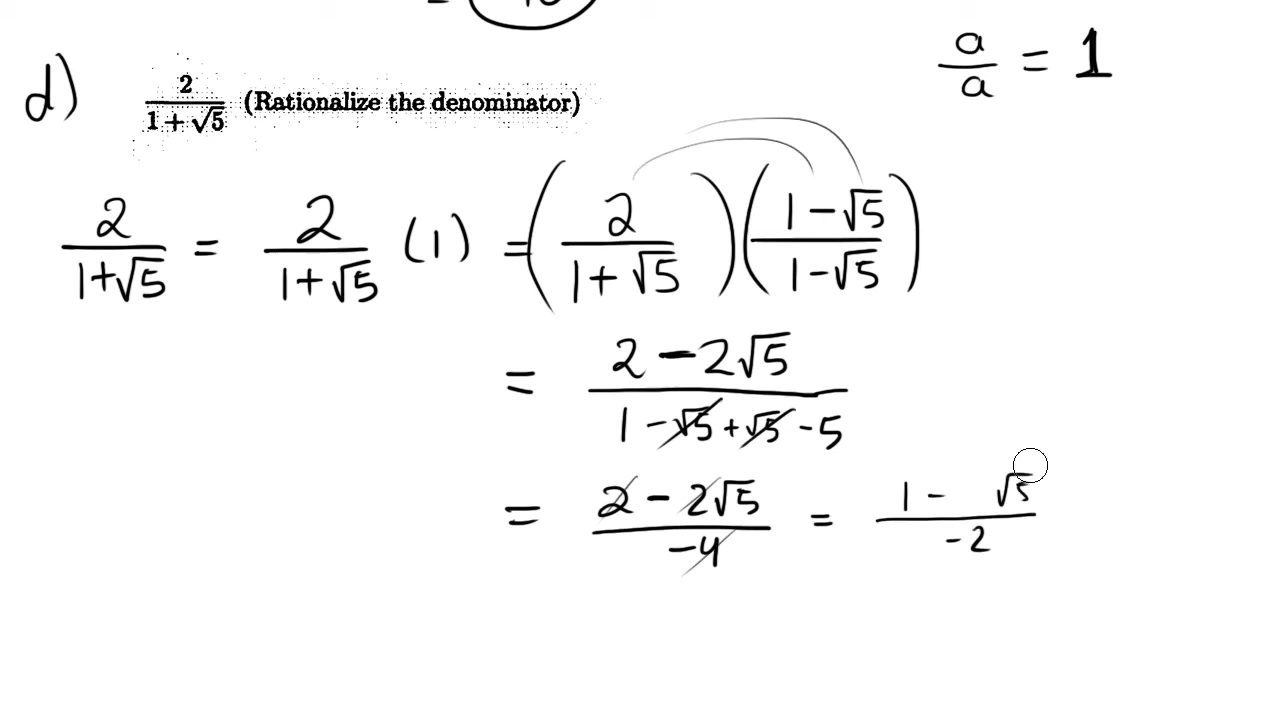 a/a = 1
d) 2/(1 + √5) (Rationalize the denominator)
2/(1+√5) = 2/(1+√5) (1) = (2/(1+√5))((1-√5)/(1-√5))
= (2 - 2√5)/(1 - √5 + √5 - 5)
= (2 - 2√5)/(-4) = (1 - √5)/(-2)